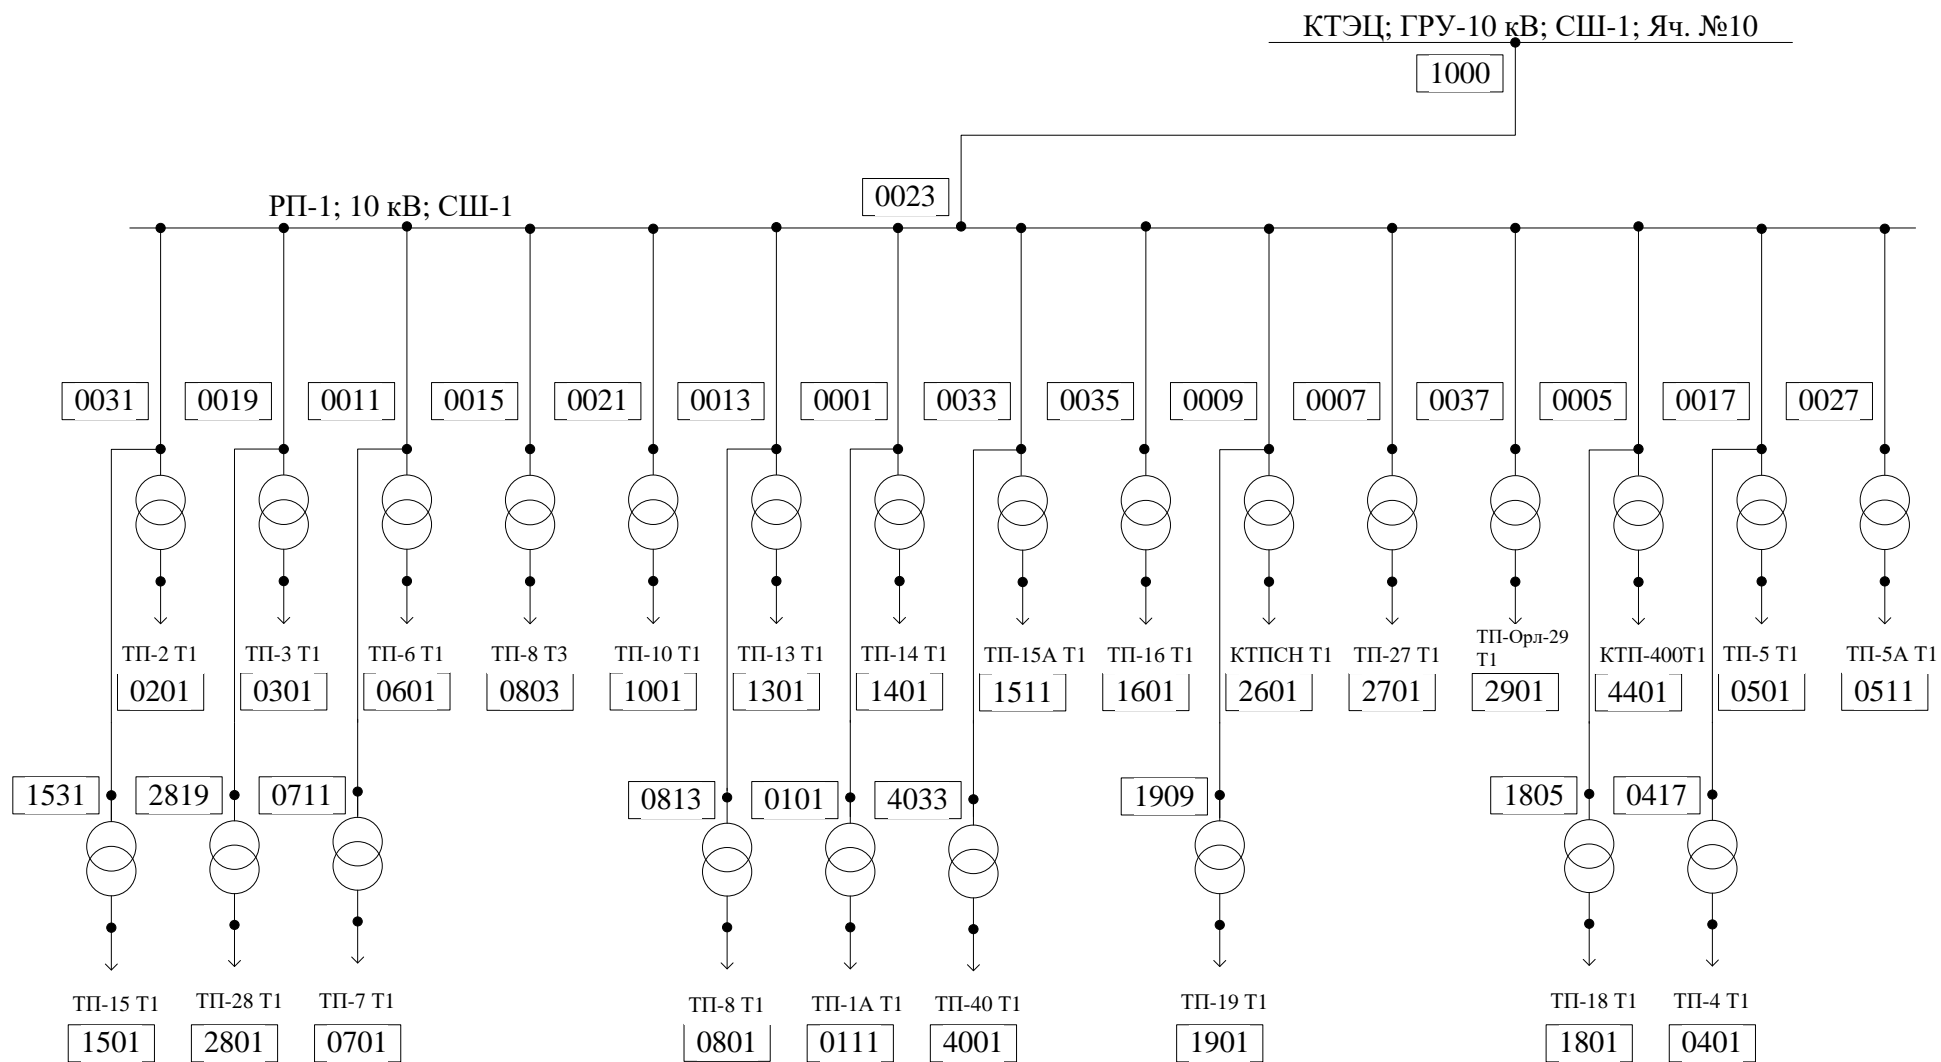 КТЭЦ; ГРУ-10 кВ; СШ-1; Яч. №10
1000
0023
РП-1; 10 кВ; СШ-1
0031 0019 0011 0015 0021 0013 0001 0033 0035 0009 0007 0037 0005 0017 0027
ТП-2 Т1 ТП-3 Т1 ТП-6 Т1 ТП-8 Т3 ТП-10 Т1 ТП-13 Т1 ТП-14 Т1 ТП-15А Т1 ТП-16 Т1 КТПСН Т1 ТП-27 Т1 ТП-Орл-29 КТП-400Т1 ТП-5 Т1 ТП-5А Т1
Т1
0201 0301 0601 0803 1001 1301 1401 1511 1601 2601 2701 2901 4401 0501 0511
1531 2819 0711 0813 0101 4033 1909 1805 0417
ТП-15 Т1 ТП-28 Т1 ТП-7 Т1 ТП-8 Т1 ТП-1А Т1 ТП-40 Т1 ТП-19 Т1 ТП-18 Т1 ТП-4 Т1
1501 2801 0701 0801 0111 4001 1901 1801 0401